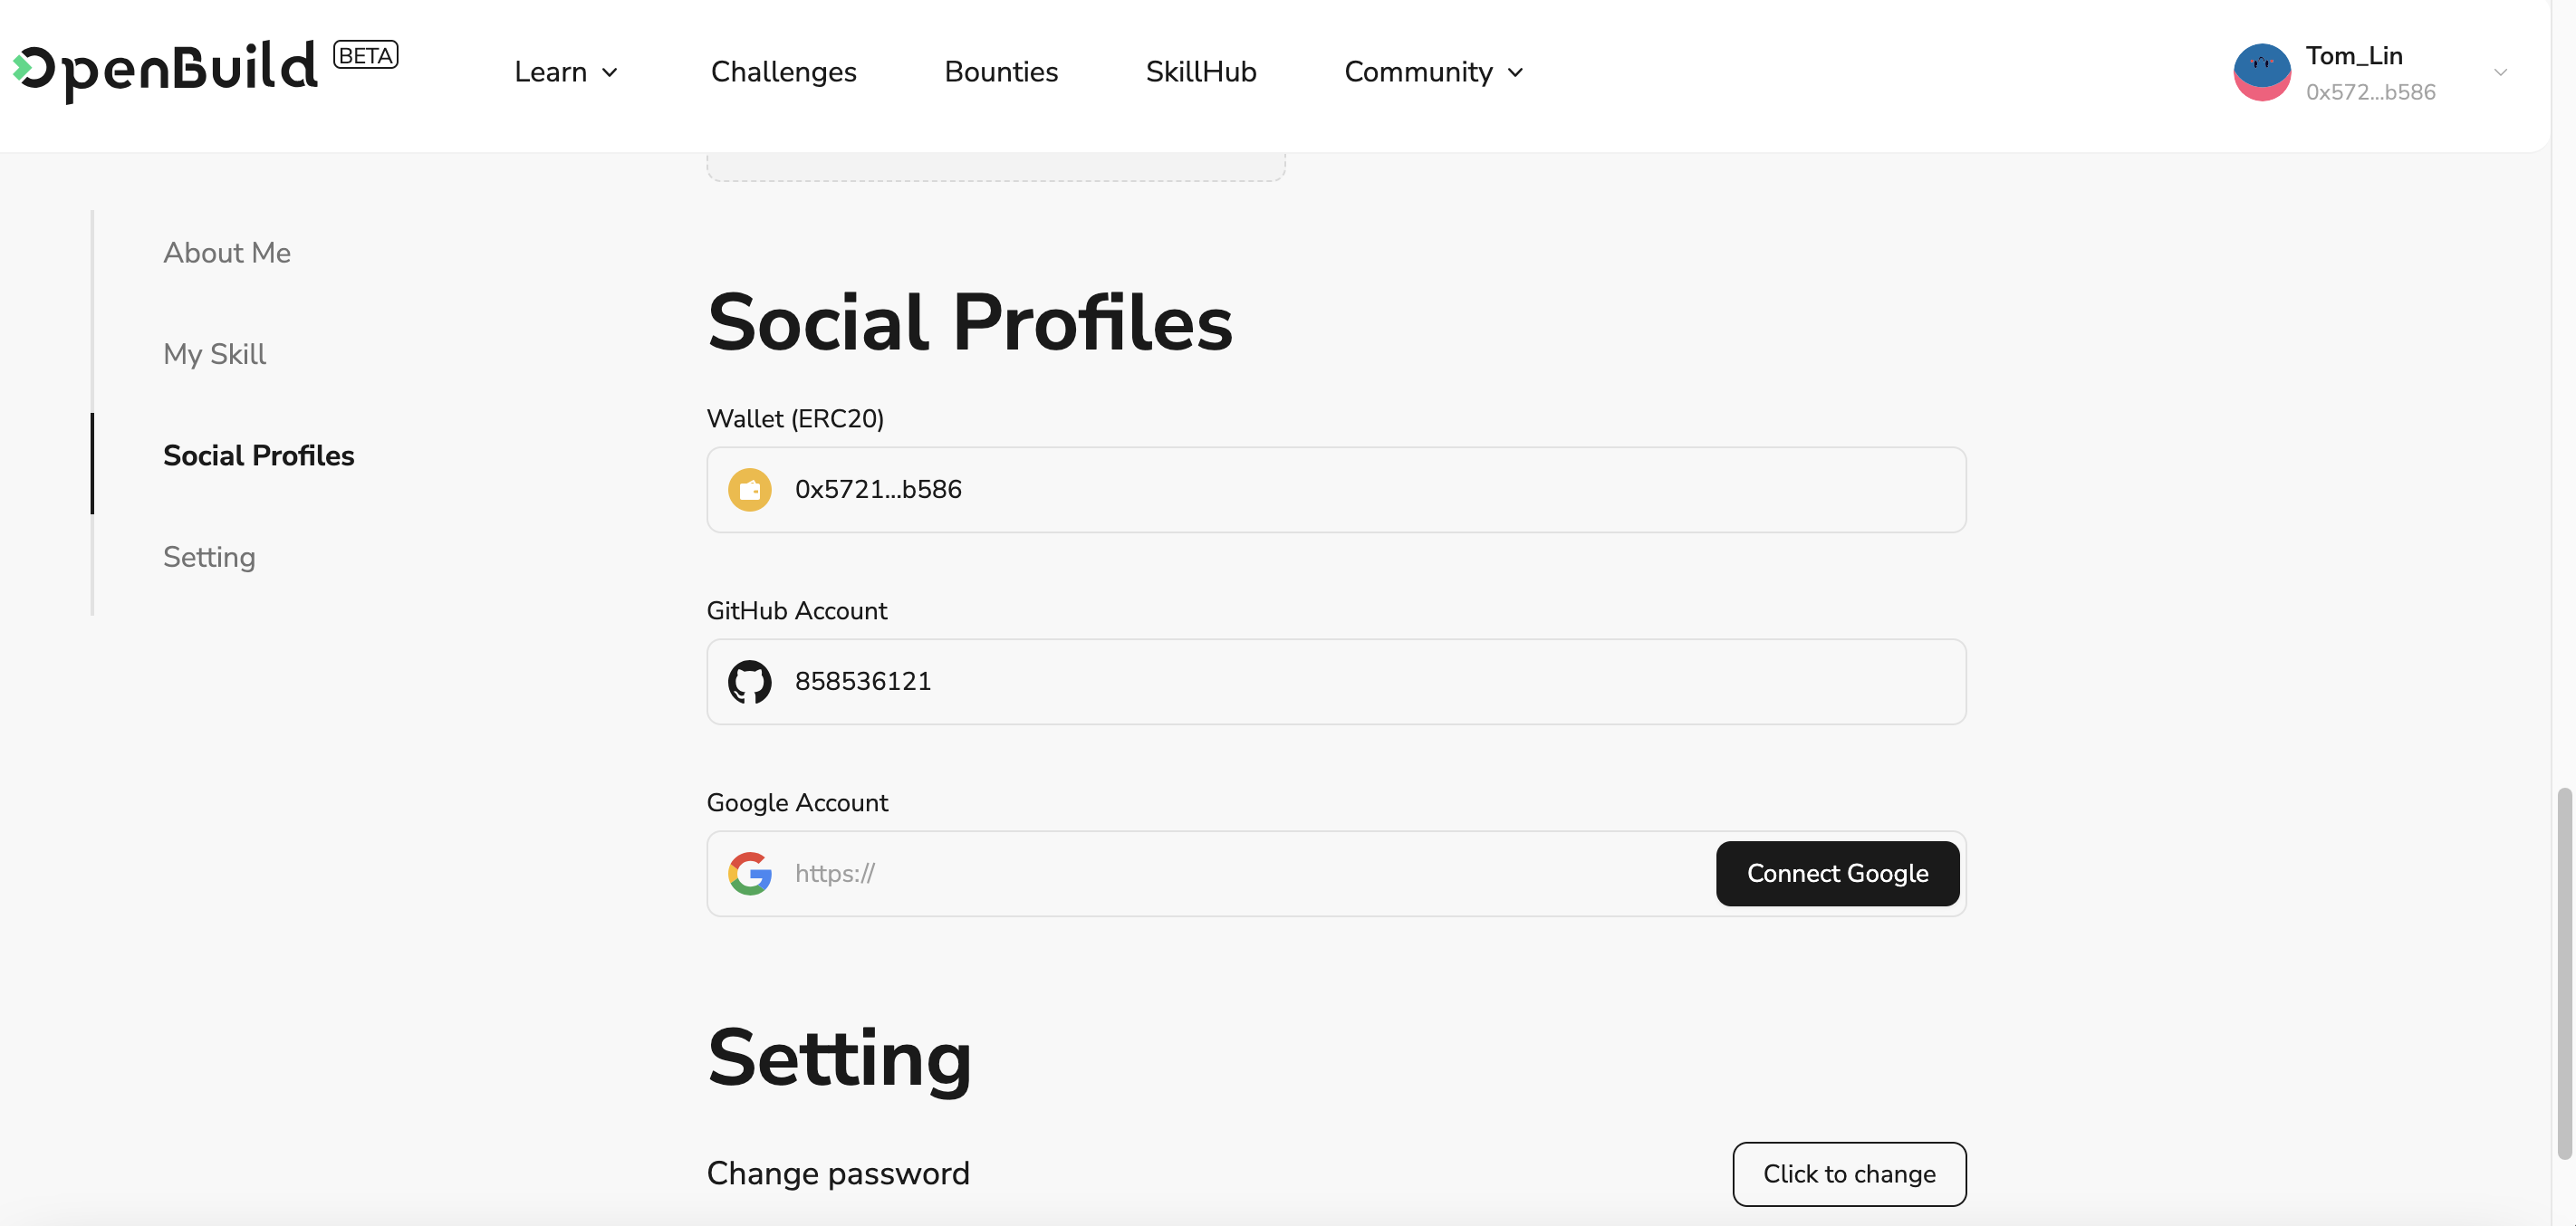 OpenBuild BETA
Learn
Challenges
Bounties
SkillHub
Community
Tom_Lin
0x572...b586
About Me
My Skill
Social Profiles
Setting
Social Profiles
Wallet (ERC20)
0x5721...b586
GitHub Account
858536121
Google Account
https://
Connect Google
Setting
Change password
Click to change